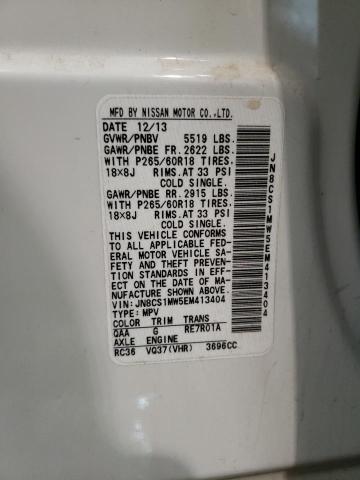 MFD BY NISSAN MOTOR CO.,LTD.
DATE 12/13
GVWR/PNBV 5519 LBS.
GAWR/PNBE FR. 2622 LBS.
WITH P265/60R18 TIRES.
18×8J RIMS.AT 33 PSI
COLD SINGLE.
GAWR/PNBE RR. 2915 LBS.
WITH P265/60R18 TIRES.
18×8J RIMS.AT 33 PSI
COLD SINGLE.
THIS VEHICLE CONFORMS
TO ALL APPLICABLE FED-
ERAL MOTOR VEHICLE SA-
FETY AND THEFT PREVEN-
TION STANDARDS IN EFFE-
CT ON THE DATE OF MA-
NUFACTURE SHOWN ABOVE.
VIN: JN8CS1MW5EM413404
TYPE: MPV
COLOR TRIM TRANS
QAA G RE7R01A
AXLE ENGINE
RC36 VQ37(VHR) 3696CC
JN8CS1MW5EM413404